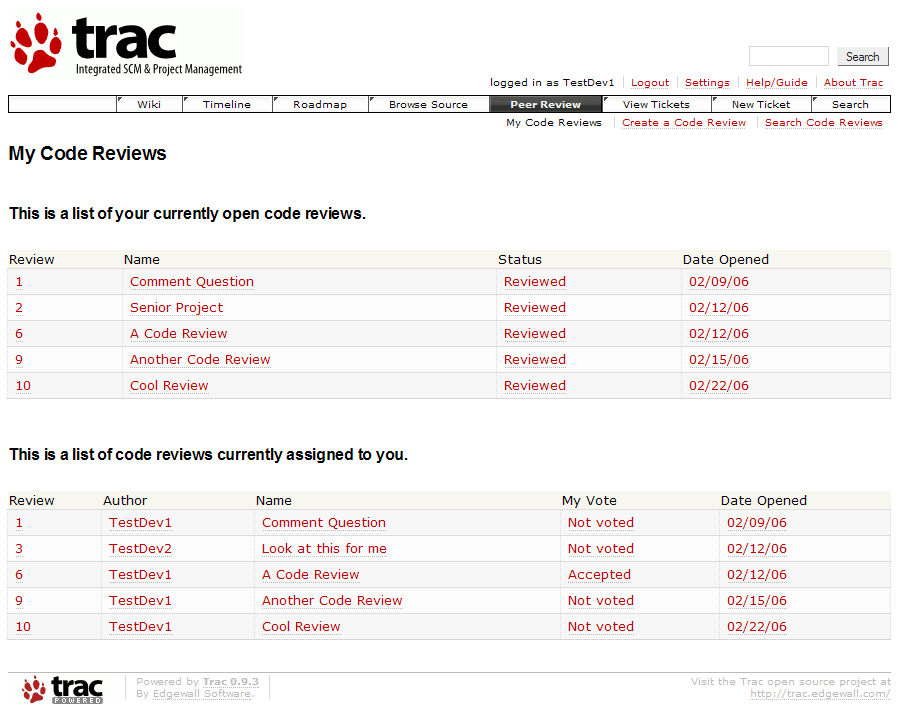 trac
Integrated SCM & Project Management
Search
logged in as TestDev1 Logout Settings Help/Guide About Trac
Wiki Timeline Roadmap Browse Source Peer Review View Tickets New Ticket Search
My Code Reviews Create a Code Review Search Code Reviews
My Code Reviews
This is a list of your currently open code reviews.
Review Name Status Date Opened
1 Comment Question Reviewed 02/09/06
2 Senior Project Reviewed 02/12/06
6 A Code Review Reviewed 02/12/06
9 Another Code Review Reviewed 02/15/06
10 Cool Review Reviewed 02/22/06
This is a list of code reviews currently assigned to you.
Review Author Name My Vote Date Opened
1 TestDev1 Comment Question Not voted 02/09/06
3 TestDev2 Look at this for me Not voted 02/12/06
6 TestDev1 A Code Review Accepted 02/12/06
9 TestDev1 Another Code Review Not voted 02/15/06
10 TestDev1 Cool Review Not voted 02/22/06
trac
POWERED
Powered by Trac 0.9.3
By Edgewall Software.
Visit the Trac open source project at
http://trac.edgewall.com/